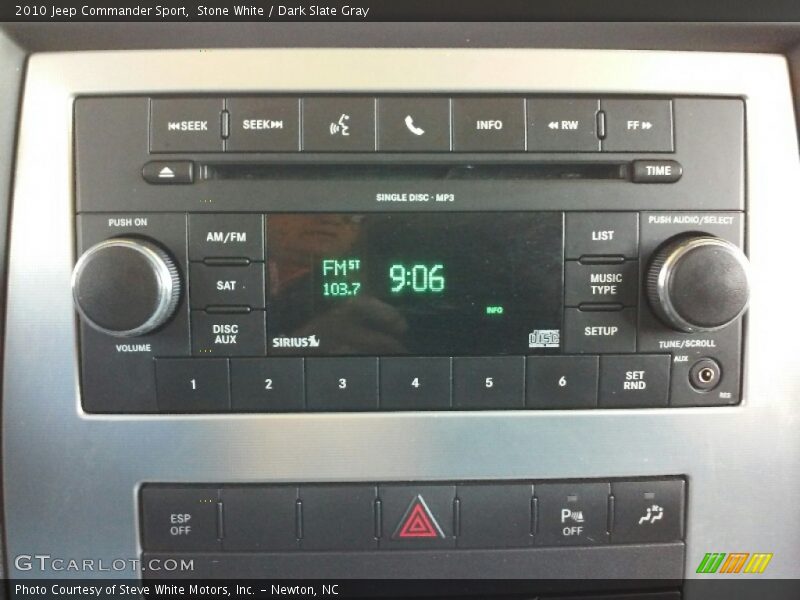 2010 Jeep Commander Sport,  Stone White / Dark Slate Gray
SEEK
SEEK
INFO
RW
FF
TIME
SINGLE DISC · MP3
PUSH ON
PUSH AUDIO/SELECT
AM/FM
LIST
FM ST
9:06
103.7
SAT
MUSIC
TYPE
INFO
DISC
AUX
SETUP
SIRIUS
disc
VOLUME
TUNE/SCROLL
AUX
1
2
3
4
5
6
SET
RND
RES
ESP
OFF
P
OFF
GTCARLOT.COM
Photo Courtesy of Steve White Motors, Inc. – Newton, NC